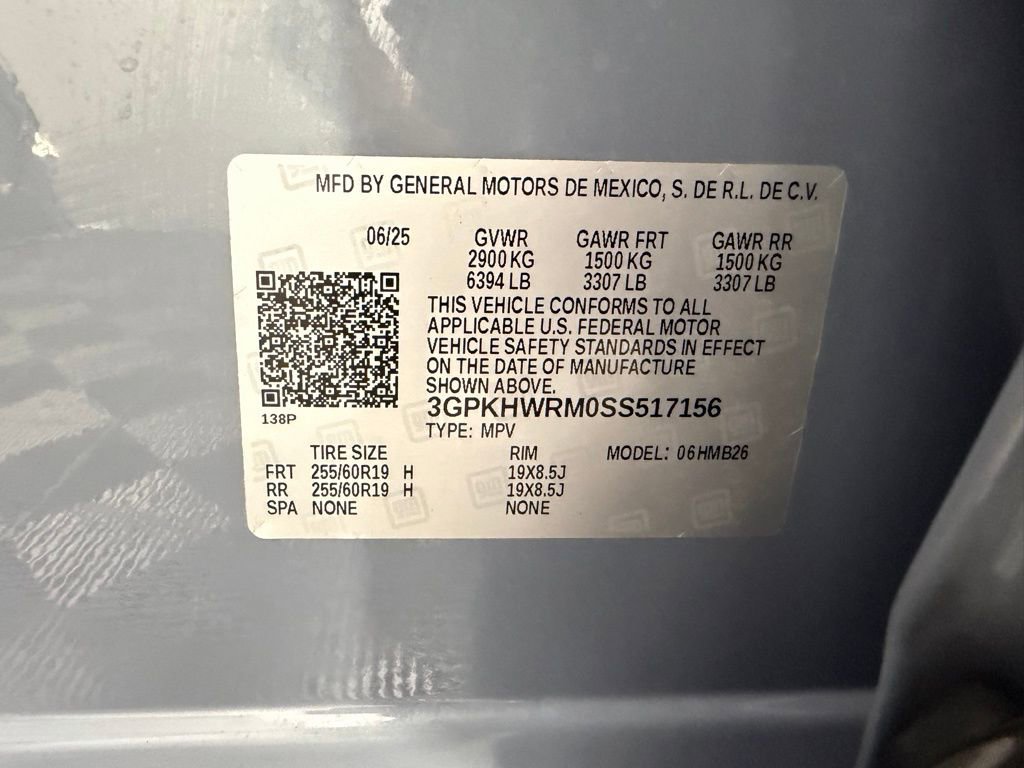 MFD BY GENERAL MOTORS DE MEXICO, S. DE R.L. DE C.V.
06/25 GVWR GAWR FRT GAWR RR
2900 KG 1500 KG 1500 KG
6394 LB 3307 LB 3307 LB
THIS VEHICLE CONFORMS TO ALL
APPLICABLE U.S. FEDERAL MOTOR
VEHICLE SAFETY STANDARDS IN EFFECT
ON THE DATE OF MANUFACTURE
SHOWN ABOVE.
3GPKHWRM0SS517156
138P
TYPE: MPV
TIRE SIZE RIM MODEL: 06HMB26
FRT 255/60R19 H 19X8.5J
RR 255/60R19 H 19X8.5J
SPA NONE NONE